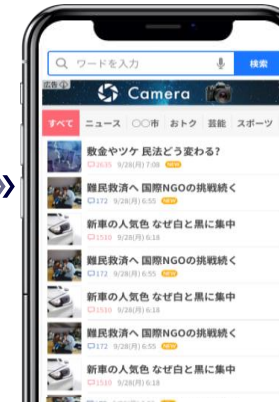 ワードを入力 検索
広告
Camera
すべて ニュース ○○市 おトク 芸能 スポーツ
敷金やツケ 民法どう変わる?
2635 9/28(月) 7:08 NEW
難民救済へ 国際NGOの挑戦続く
172 9/28(月) 6:55 NEW
新車の人気色 なぜ白と黒に集中
1510 9/28(月) 6:18
難民救済へ 国際NGOの挑戦続く
172 9/28(月) 6:55 NEW
新車の人気色 なぜ白と黒に集中
1510 9/28(月) 6:18
難民救済へ 国際NGOの挑戦続く
172 9/28(月) 6:55 NEW
新車の人気色 なぜ白と黒に集中
1510 9/28(月) 6:18